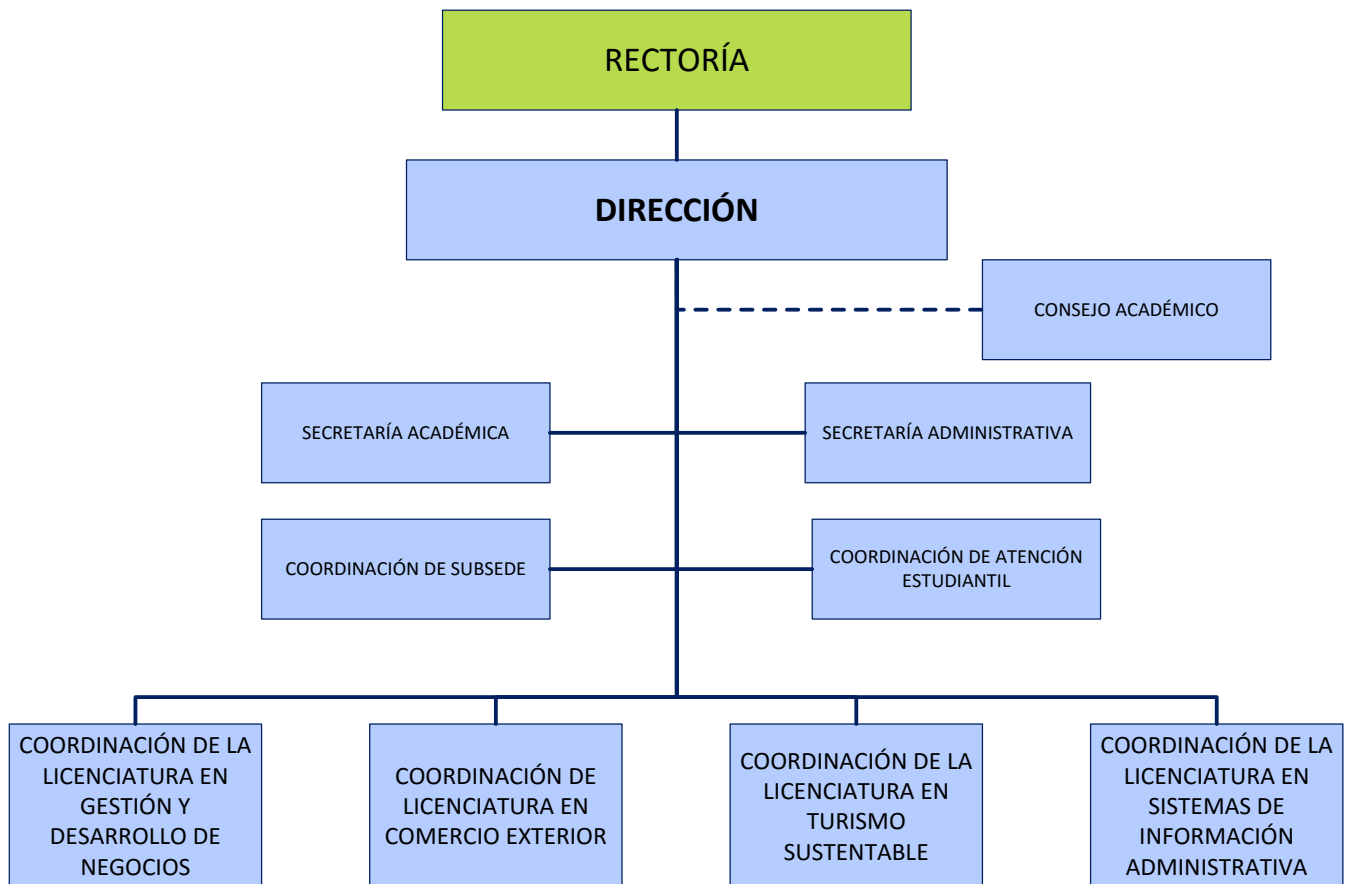 RECTORÍA
DIRECCIÓN
CONSEJO ACADÉMICO
SECRETARÍA ACADÉMICA
SECRETARÍA ADMINISTRATIVA
COORDINACIÓN DE SUBSEDE
COORDINACIÓN DE ATENCIÓN
ESTUDIANTIL
COORDINACIÓN DE LA
LICENCIATURA EN
GESTIÓN Y
DESARROLLO DE
NEGOCIOS
COORDINACIÓN DE
LICENCIATURA EN
COMERCIO EXTERIOR
COORDINACIÓN DE LA
LICENCIATURA EN
TURISMO
SUSTENTABLE
COORDINACIÓN DE LA
LICENCIATURA EN
SISTEMAS DE
INFORMACIÓN
ADMINISTRATIVA